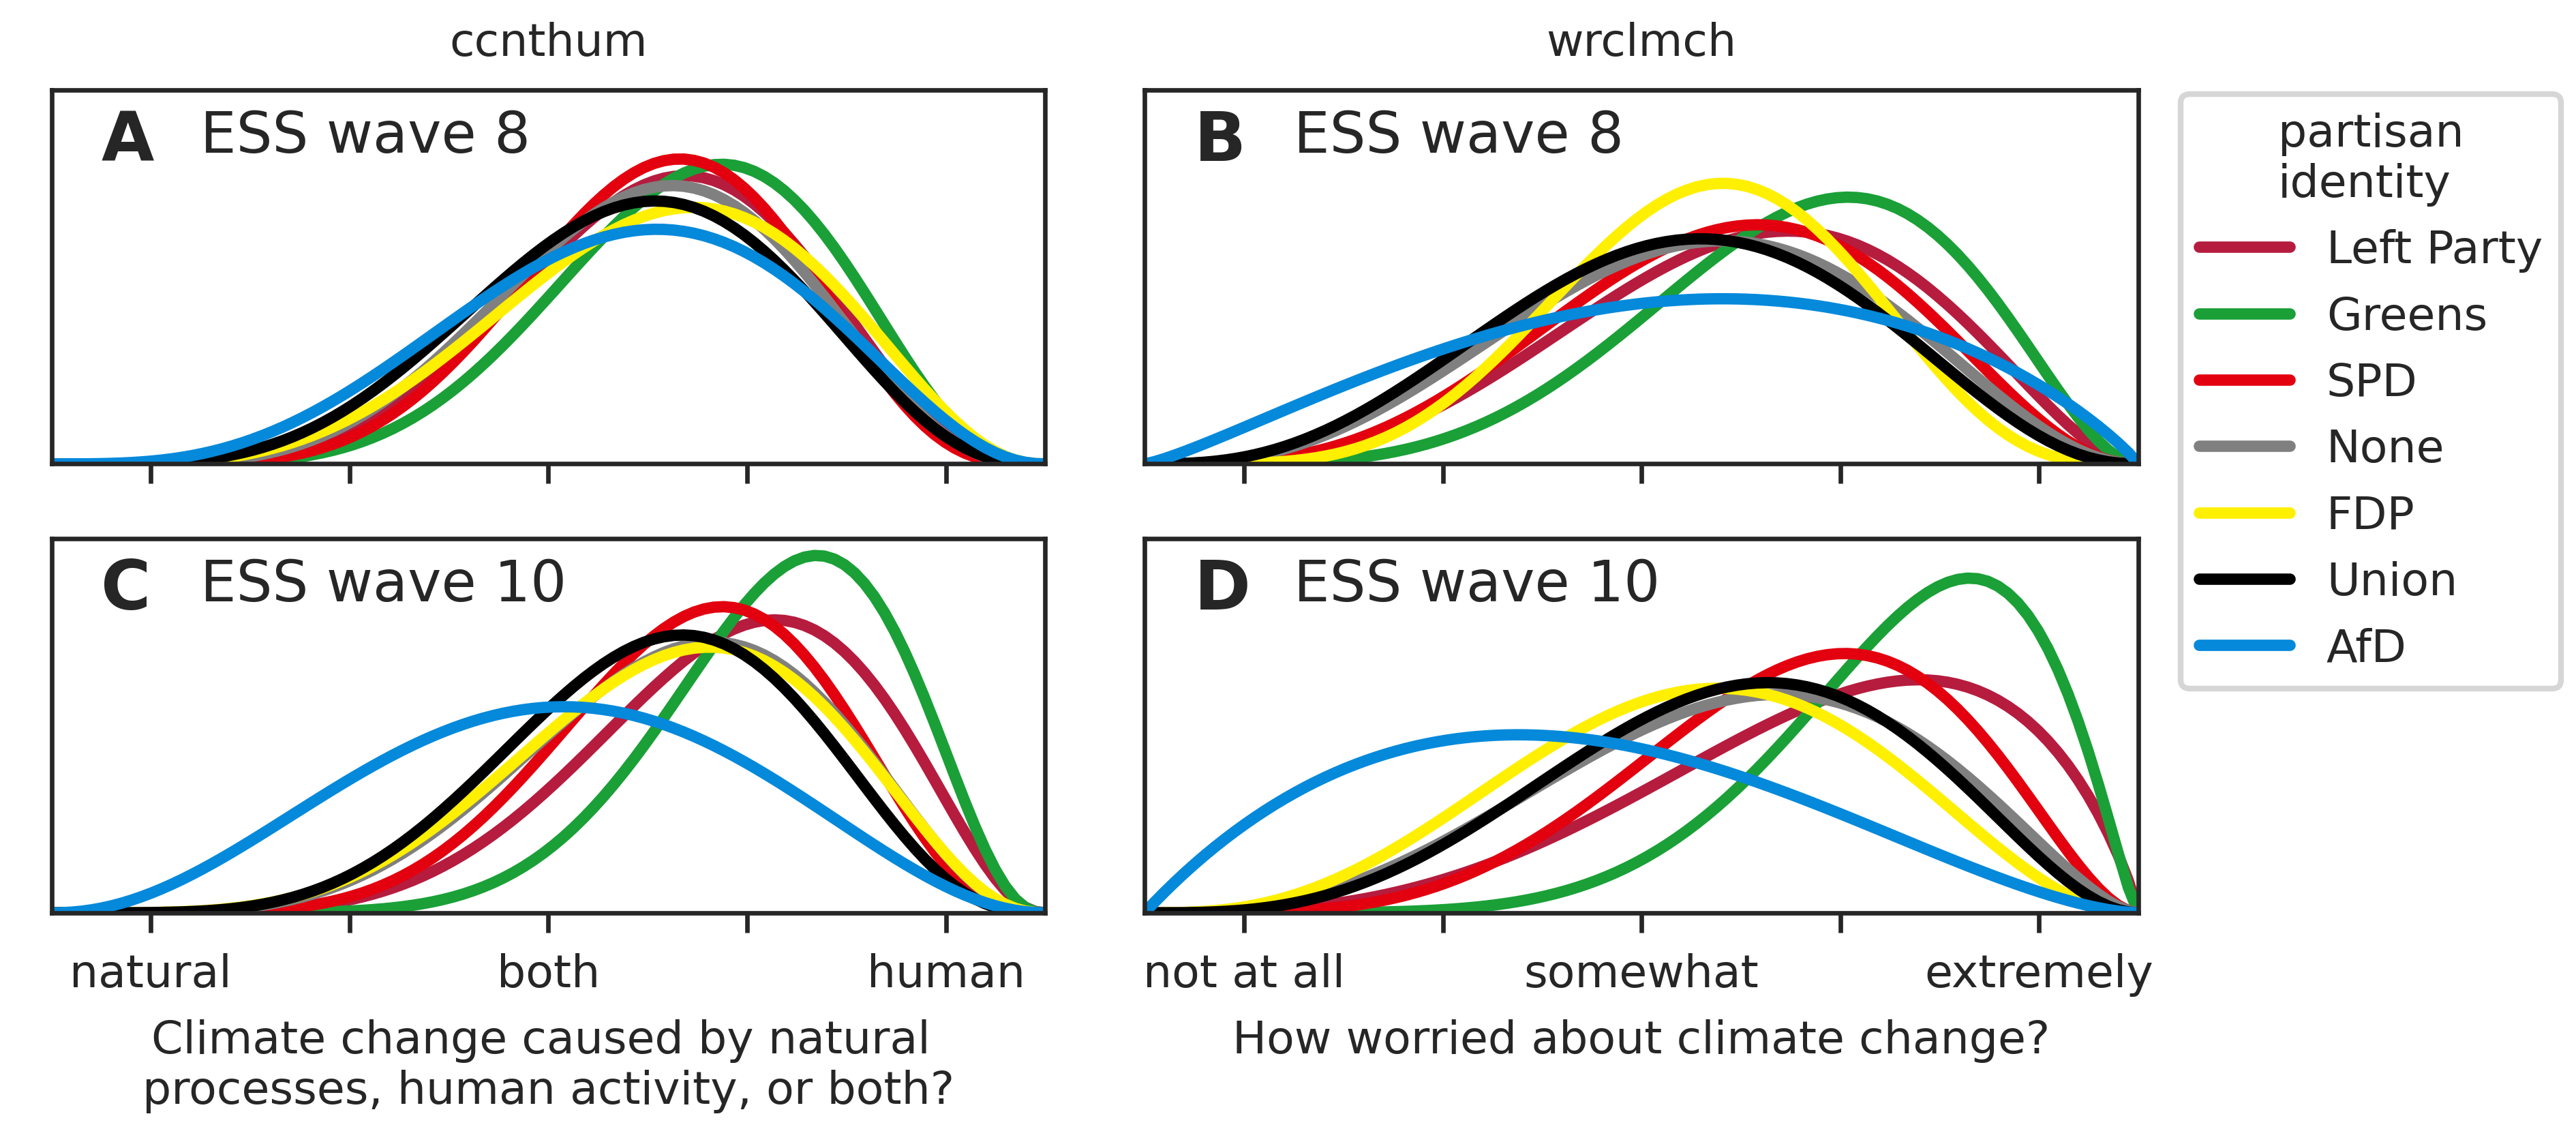 ccnthum
wrclmch
A ESS wave 8
B ESS wave 8
partisan
identity
Left Party
Greens
SPD
None
FDP
Union
AfD
C ESS wave 10
D ESS wave 10
natural both human
not at all somewhat extremely
Climate change caused by natural
processes, human activity, or both?
How worried about climate change?